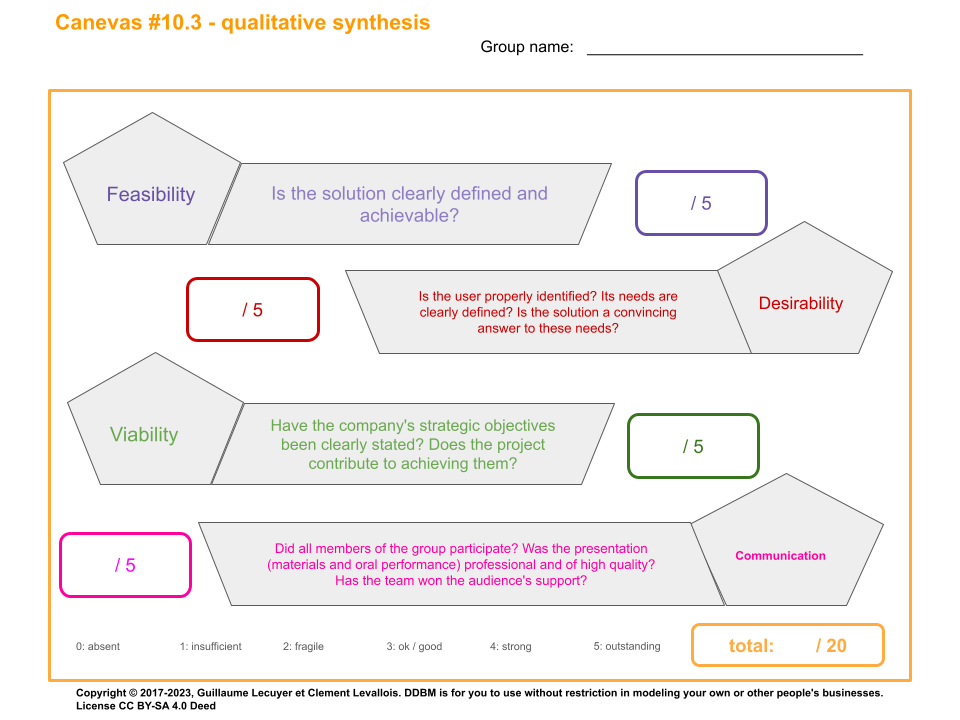 Canevas #10.3 - qualitative synthesis
Group name:
Feasibility
Is the solution clearly defined and
achievable?
/ 5
/ 5
Is the user properly identified? Its needs are
clearly defined? Is the solution a convincing
answer to these needs?
Desirability
Viability
Have the company's strategic objectives
been clearly stated? Does the project
contribute to achieving them?
/ 5
/ 5
Did all members of the group participate? Was the presentation
(materials and oral performance) professional and of high quality?
Has the team won the audience's support?
Communication
0: absent
1: insufficient
2: fragile
3: ok / good
4: strong
5: outstanding
total: / 20
Copyright © 2017-2023, Guillaume Lecuyer et Clement Levallois. DDBM is for you to use without restriction in modeling your own or other people's businesses.
License CC BY-SA 4.0 Deed